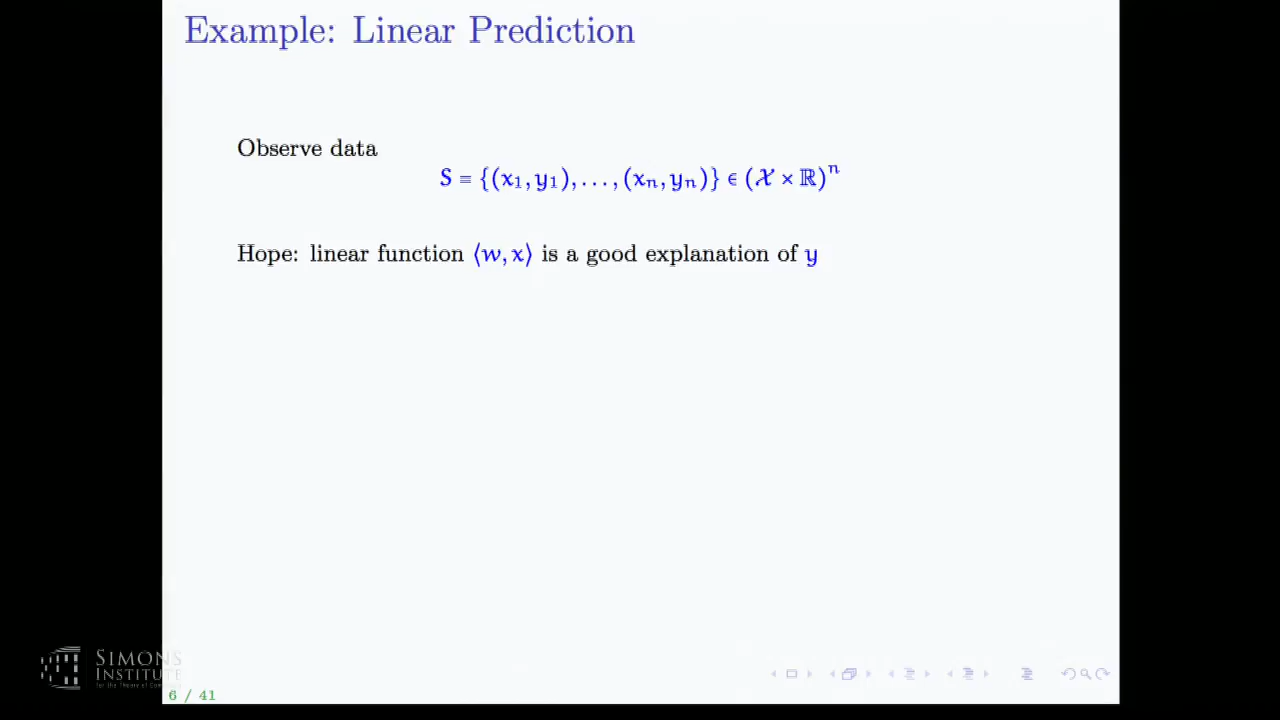 Example: Linear Prediction
Observe data
S ≡ {(x₁, y₁), . . . , (xₙ, yₙ)} ∈ (𝒳 × ℝ)ⁿ
Hope: linear function ⟨w, x⟩ is a good explanation of y
SIMONS
INSTITUTE
6 / 41